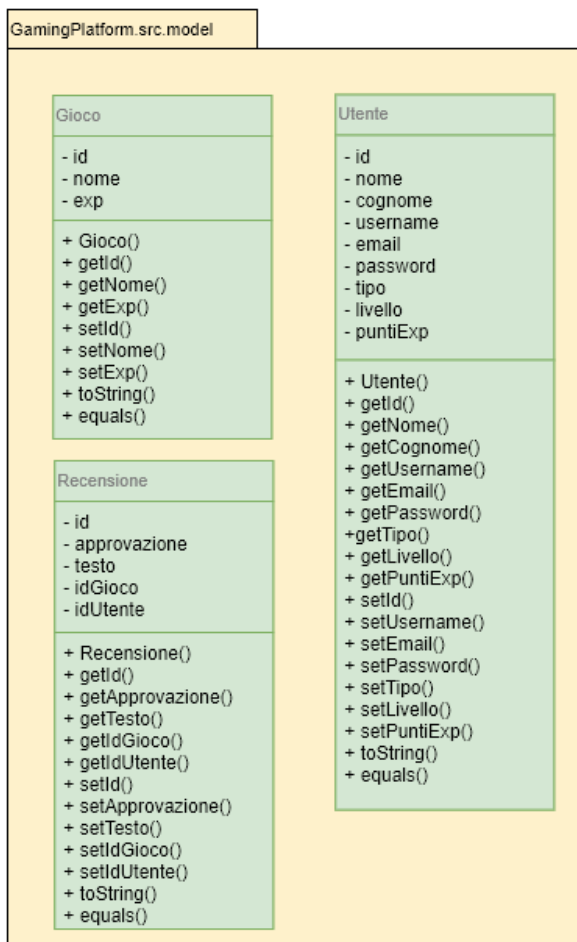 GamingPlatform.src.model
Gioco
- id
- nome
- exp
+ Gioco()
+ getId()
+ getNome()
+ getExp()
+ setId()
+ setNome()
+ setExp()
+ toString()
+ equals()
Recensione
- id
- approvazione
- testo
- idGioco
- idUtente
+ Recensione()
+ getId()
+ getApprovazione()
+ getTesto()
+ getIdGioco()
+ getIdUtente()
+ setId()
+ setApprovazione()
+ setTesto()
+ setIdGioco()
+ setIdUtente()
+ toString()
+ equals()
Utente
- id
- nome
- cognome
- username
- email
- password
- tipo
- livello
- puntiExp
+ Utente()
+ getId()
+ getNome()
+ getCognome()
+ getUsername()
+ getEmail()
+ getPassword()
+getTipo()
+ getLivello()
+ getPuntiExp()
+ setId()
+ setUsername()
+ setEmail()
+ setPassword()
+ setTipo()
+ setLivello()
+ setPuntiExp()
+ toString()
+ equals()